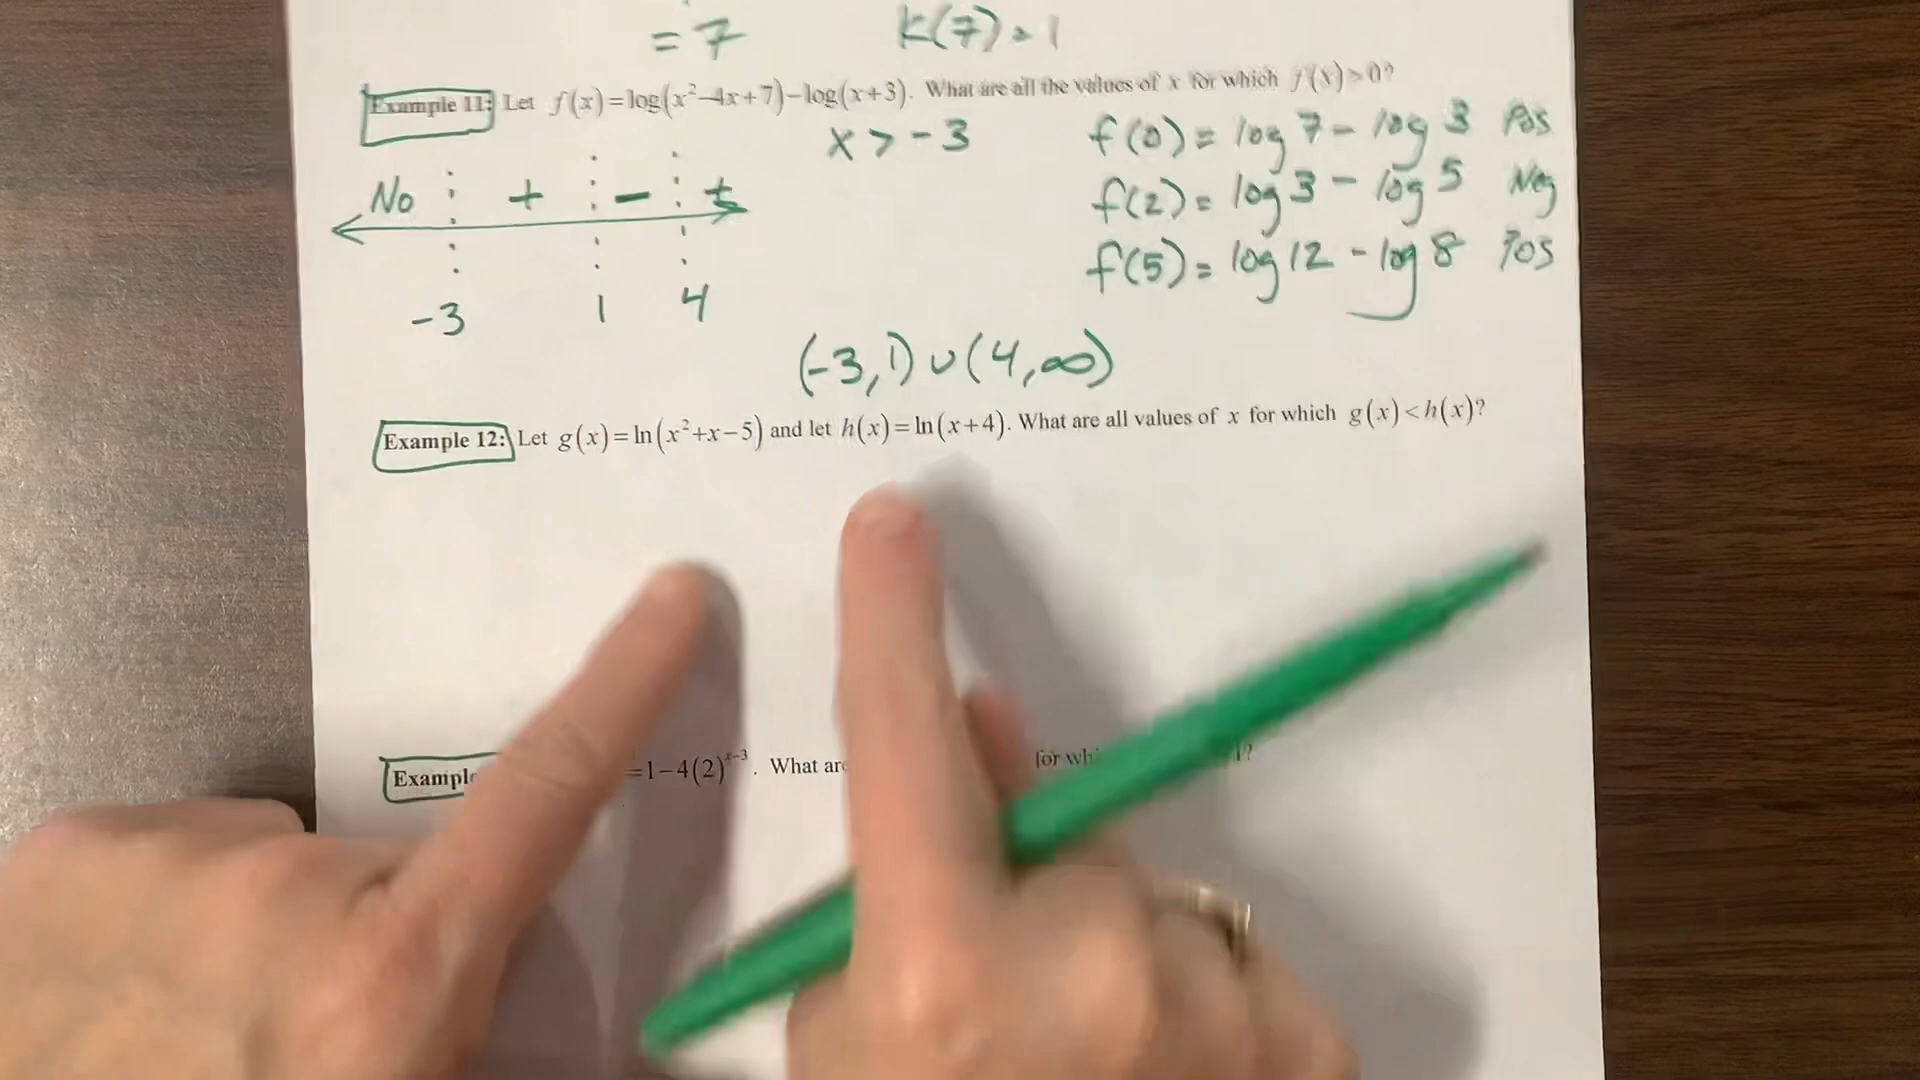 = 7 k(7) = 1
Example 11: Let f(x)=log(x²-4x+7)-log(x+3). What are all the values of x for which f(x)>0?
x > -3 f(0) = log 7 - log 3 Pos
No + - + f(2) = log 3 - log 5 Neg
f(5) = log 12 - log 8 Pos
-3 1 4
(-3,1) ∪ (4,∞)
Example 12: Let g(x)=ln(x²+x-5) and let h(x)=ln(x+4). What are all values of x for which g(x)<h(x)?
=1-4(2)^(x-3). What are for